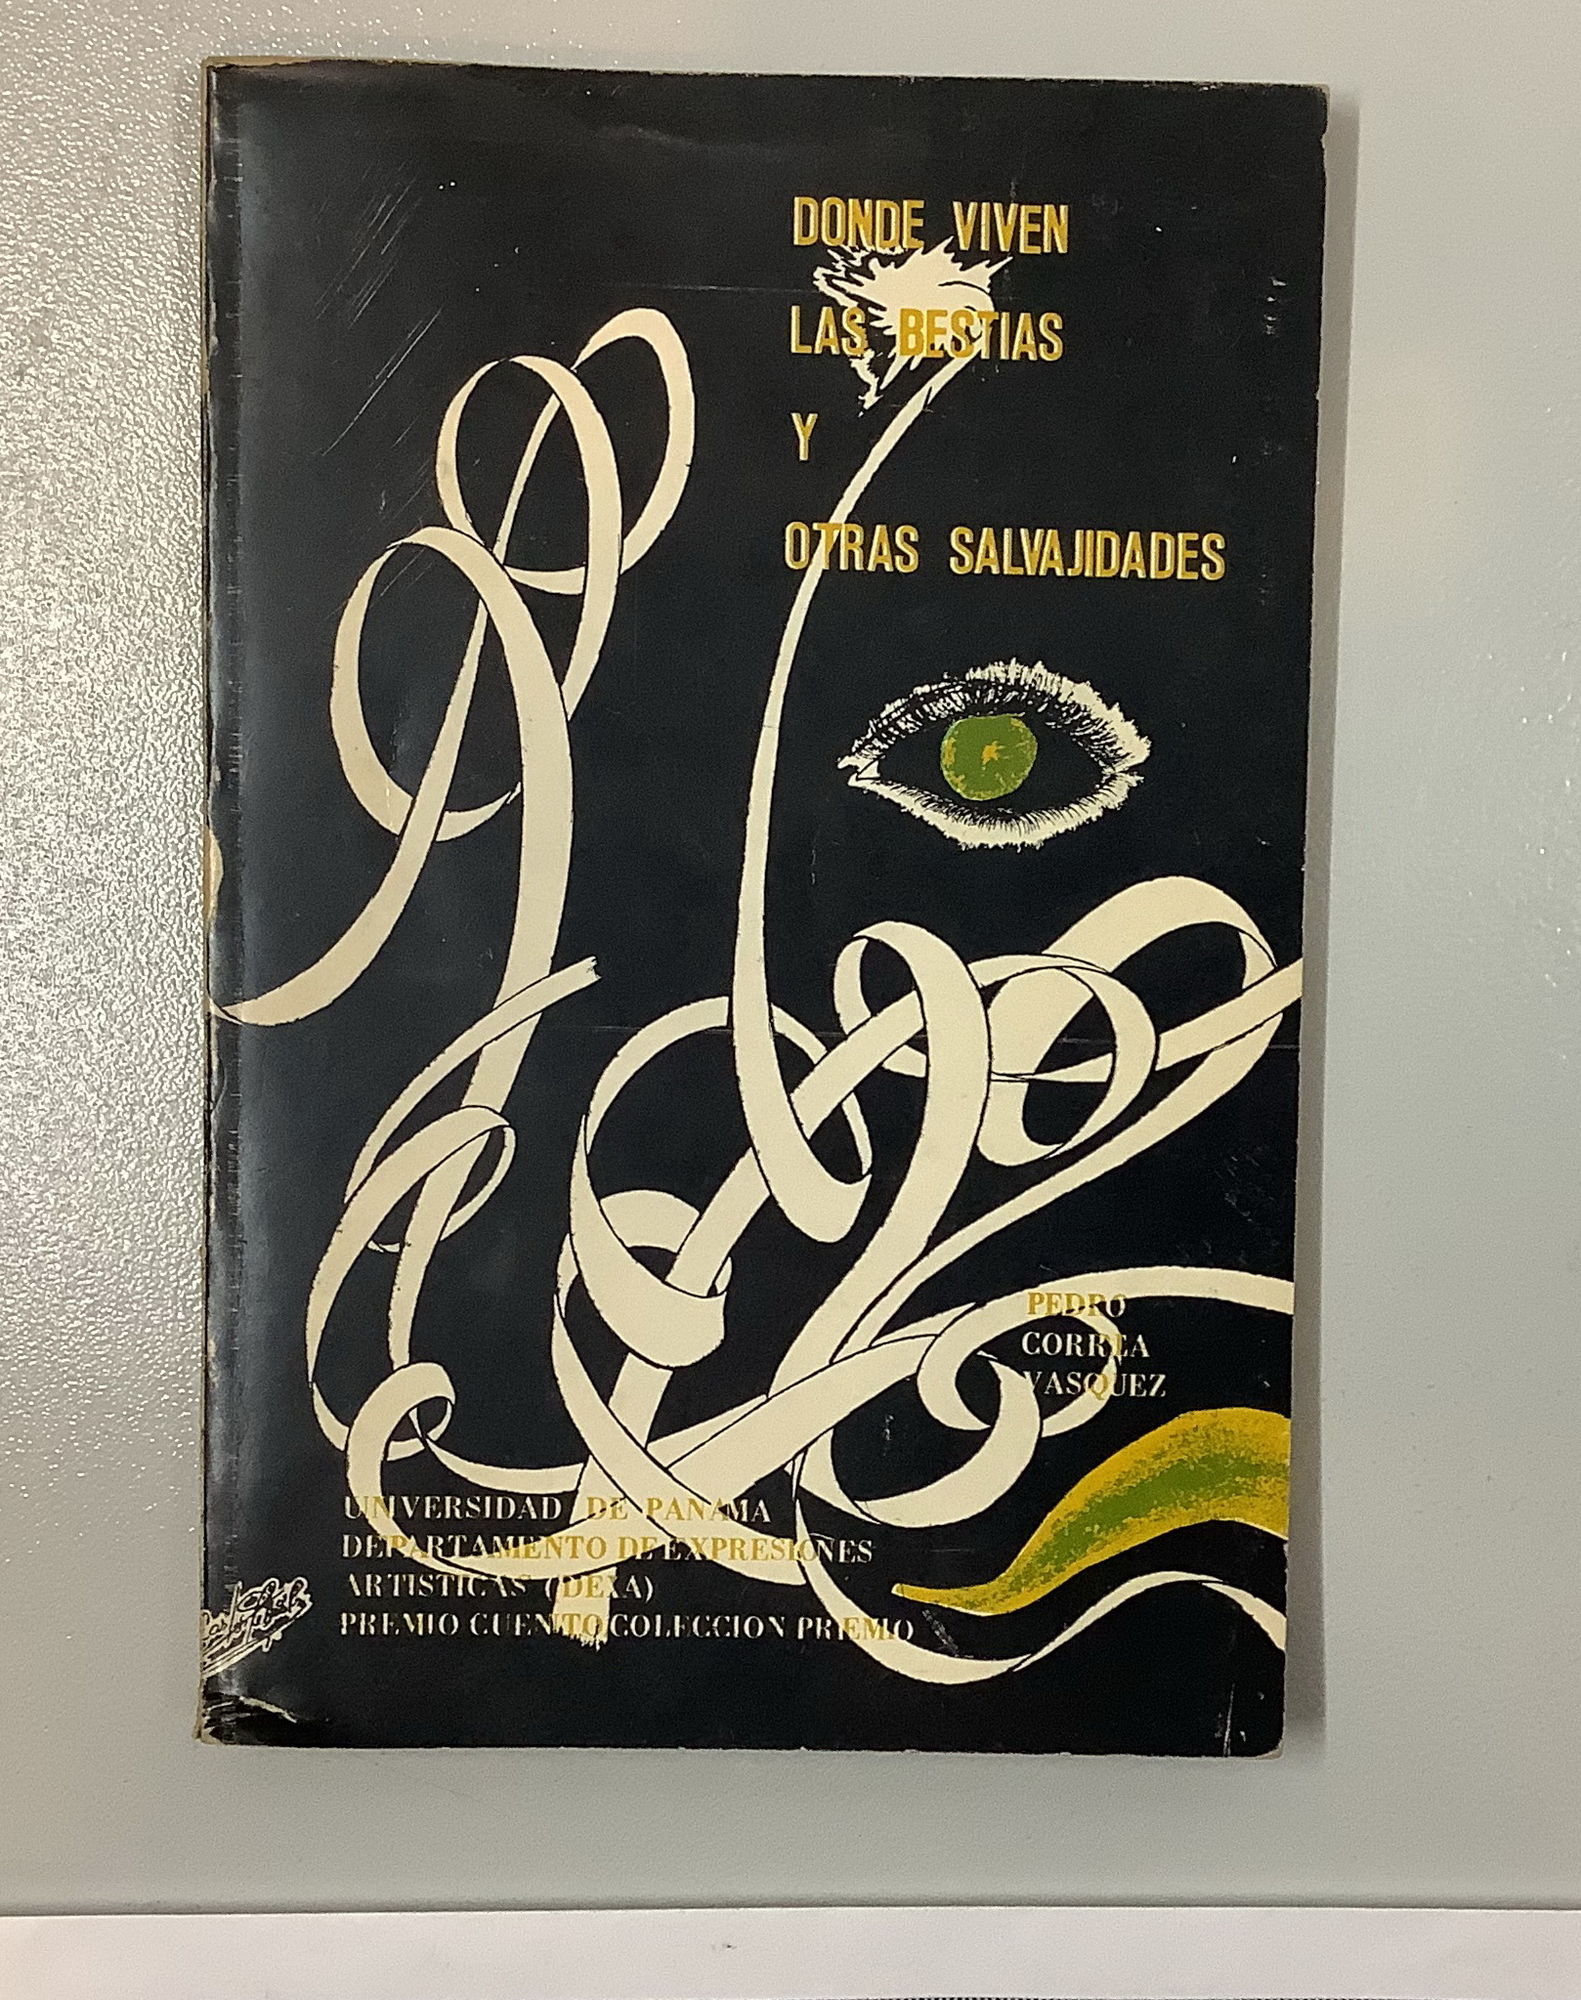 DONDE VIVEN
LAS BESTIAS
Y
OTRAS SALVAJIDADES
PEDRO
CORREA
VASQUEZ
UNIVERSIDAD DE PANAMA
DEPARTAMENTO DE EXPRESIONES
ARTISTICAS (DEXA)
PREMIO CUENTO/COLECCION PREMIO